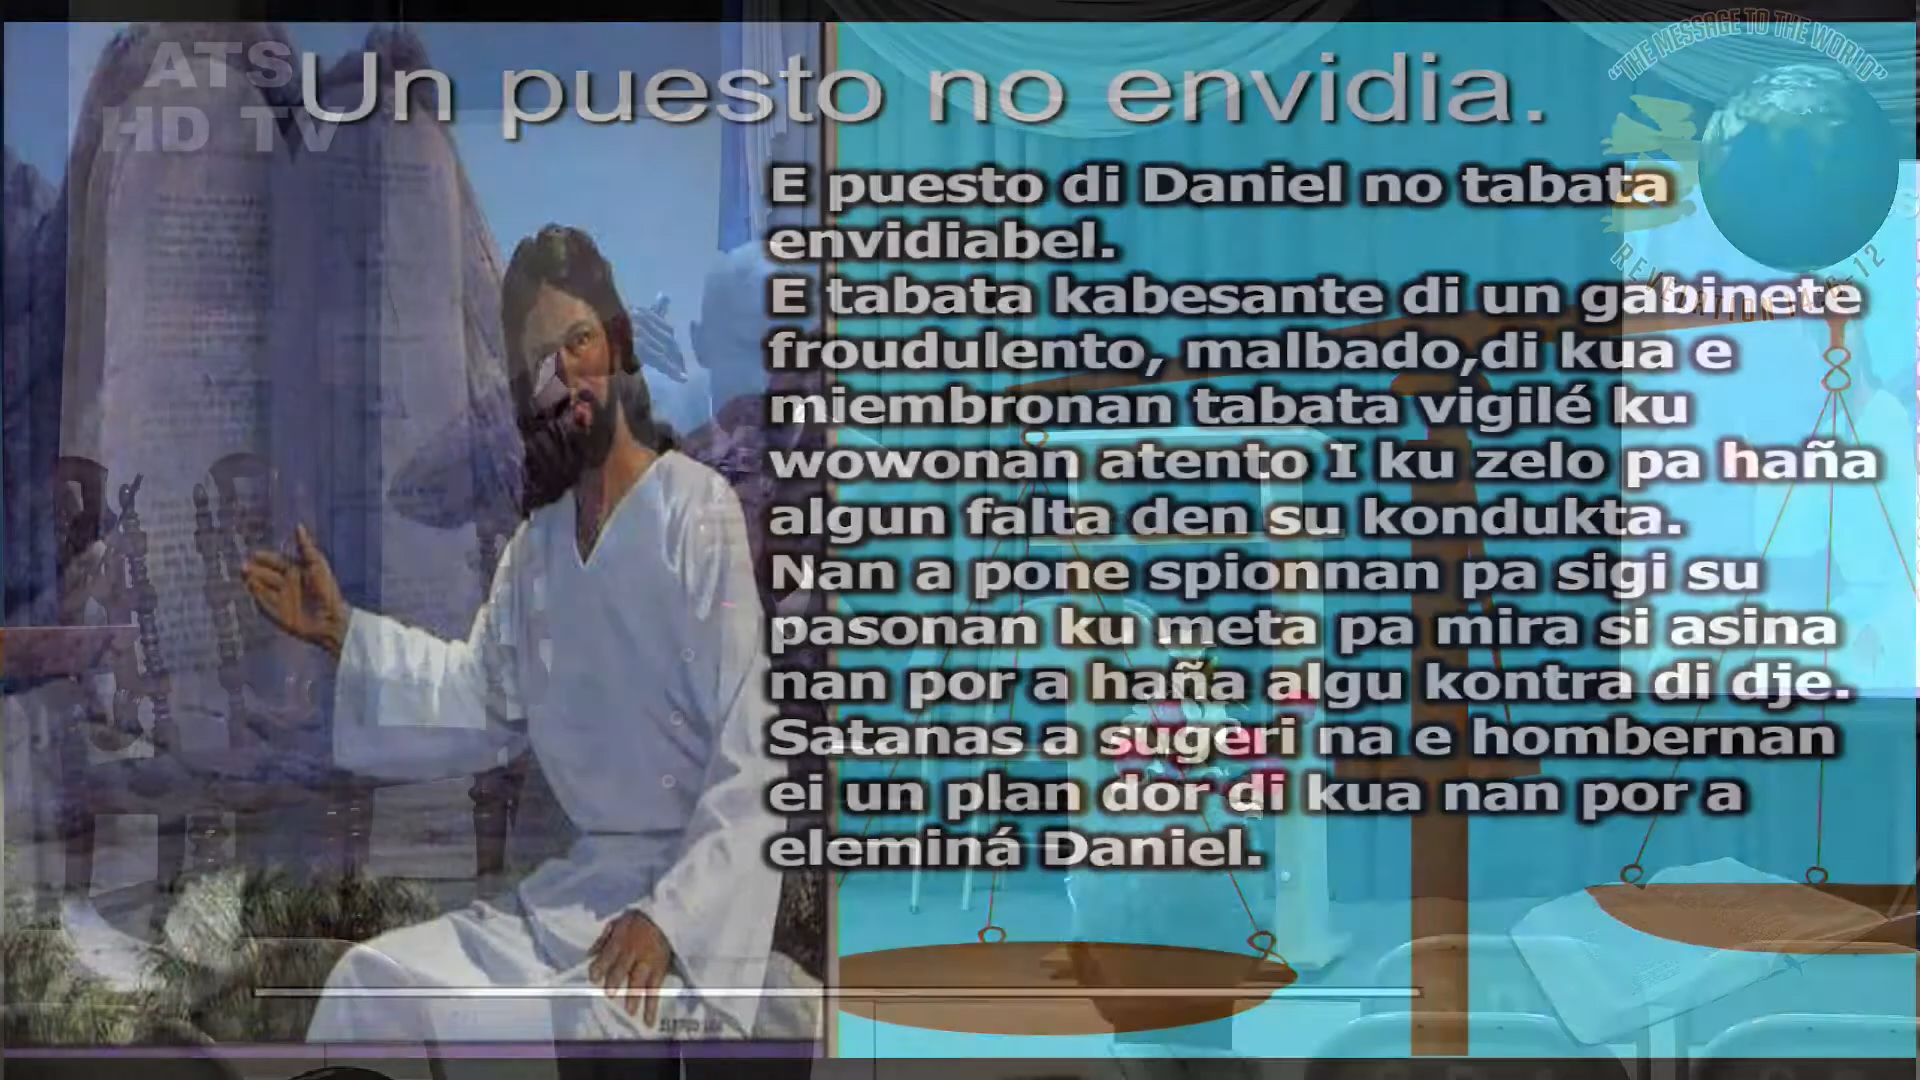 ATS
HD TV
Un puesto no envidia.
"THE MESSAGE TO THE WORLD"
E puesto di Daniel no tabata
envidiabel.
E tabata kabesante di un gabinete
froudulento, malbado,di kua e
miembronan tabata vigilé ku
wowonan atento I ku zelo pa haña
algun falta den su kondukta.
Nan a pone spionnan pa sigi su
pasonan ku meta pa mira si asina
nan por a haña algu kontra di dje.
Satanas a sugeri na e hombernan
ei un plan dor di kua nan por a
eleminá Daniel.